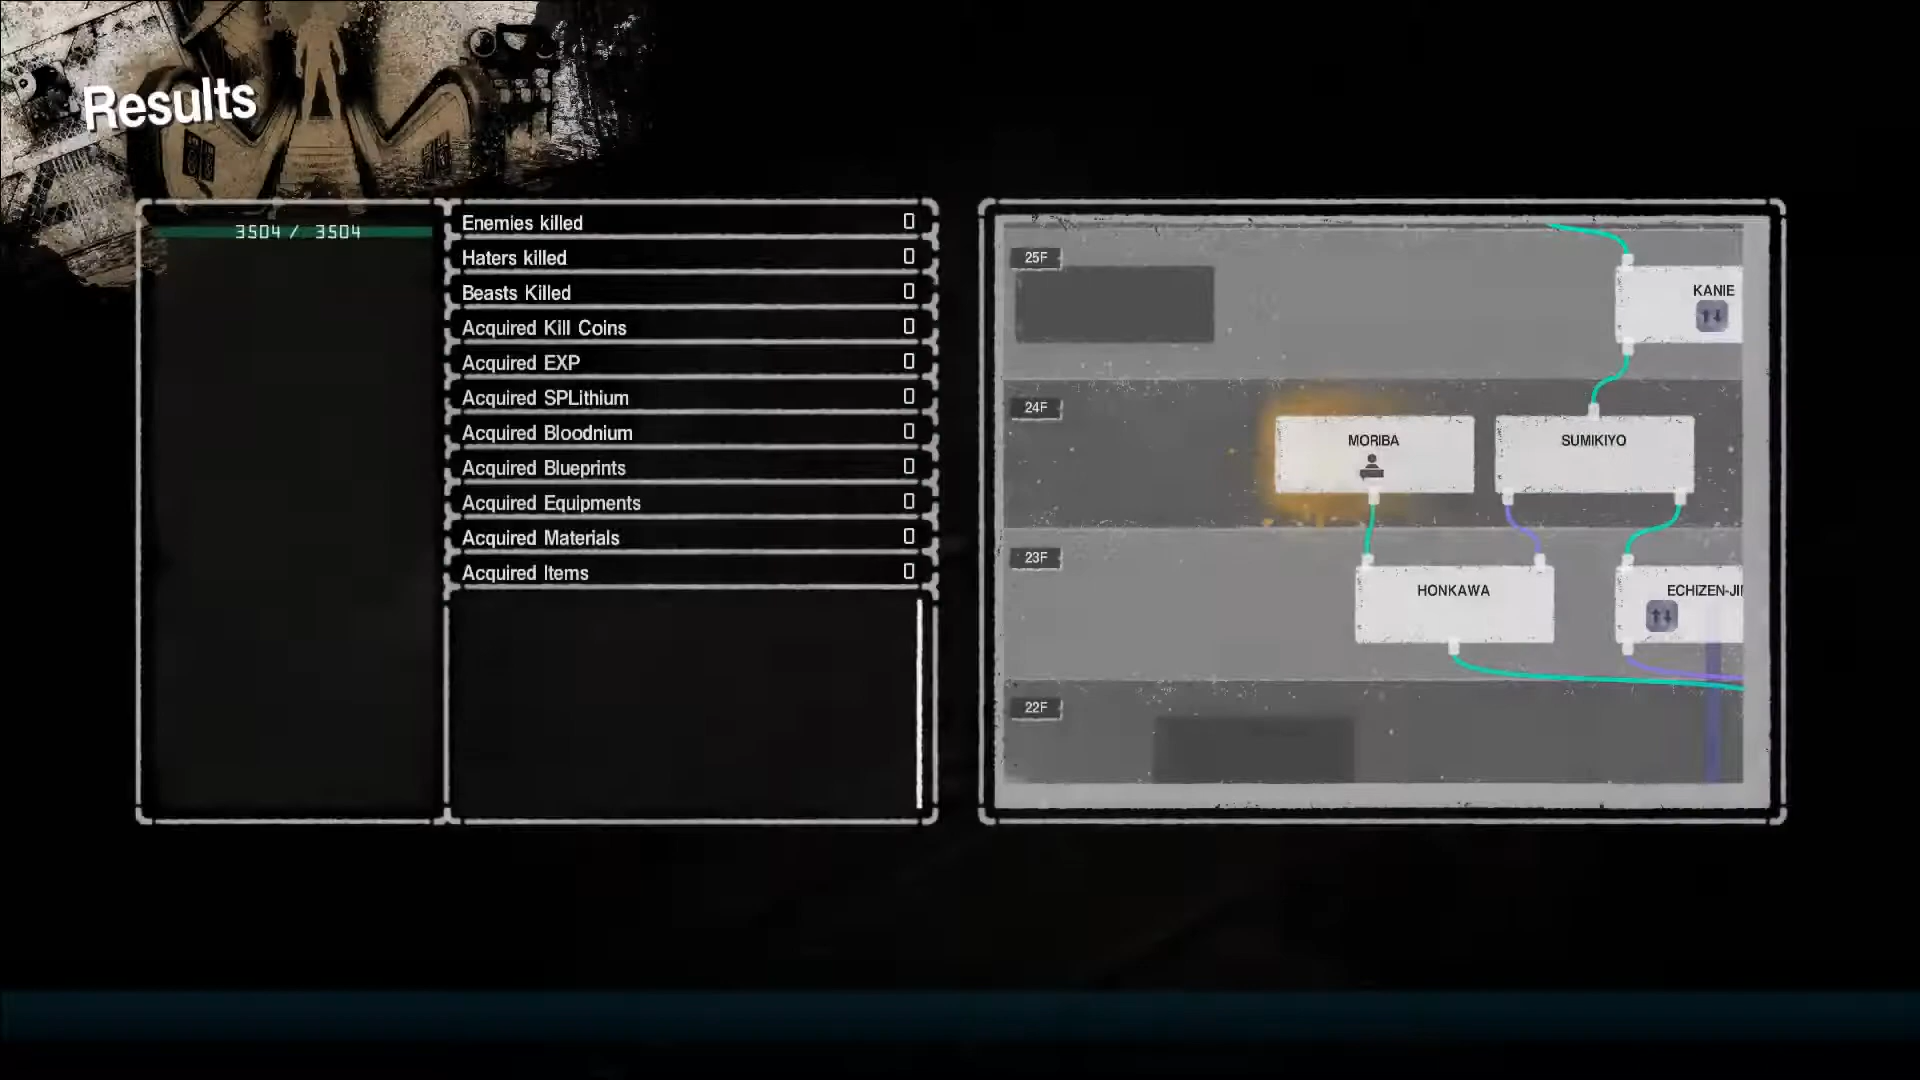 Results
3504 / 3504
Enemies killed 0
Haters killed 0
Beasts Killed 0
Acquired Kill Coins 0
Acquired EXP 0
Acquired SPLithium 0
Acquired Bloodnium 0
Acquired Blueprints 0
Acquired Equipments 0
Acquired Materials 0
Acquired Items 0
25F
KANIE
24F
MORIBA
SUMIKIYO
23F
HONKAWA
ECHIZEN-JI
22F